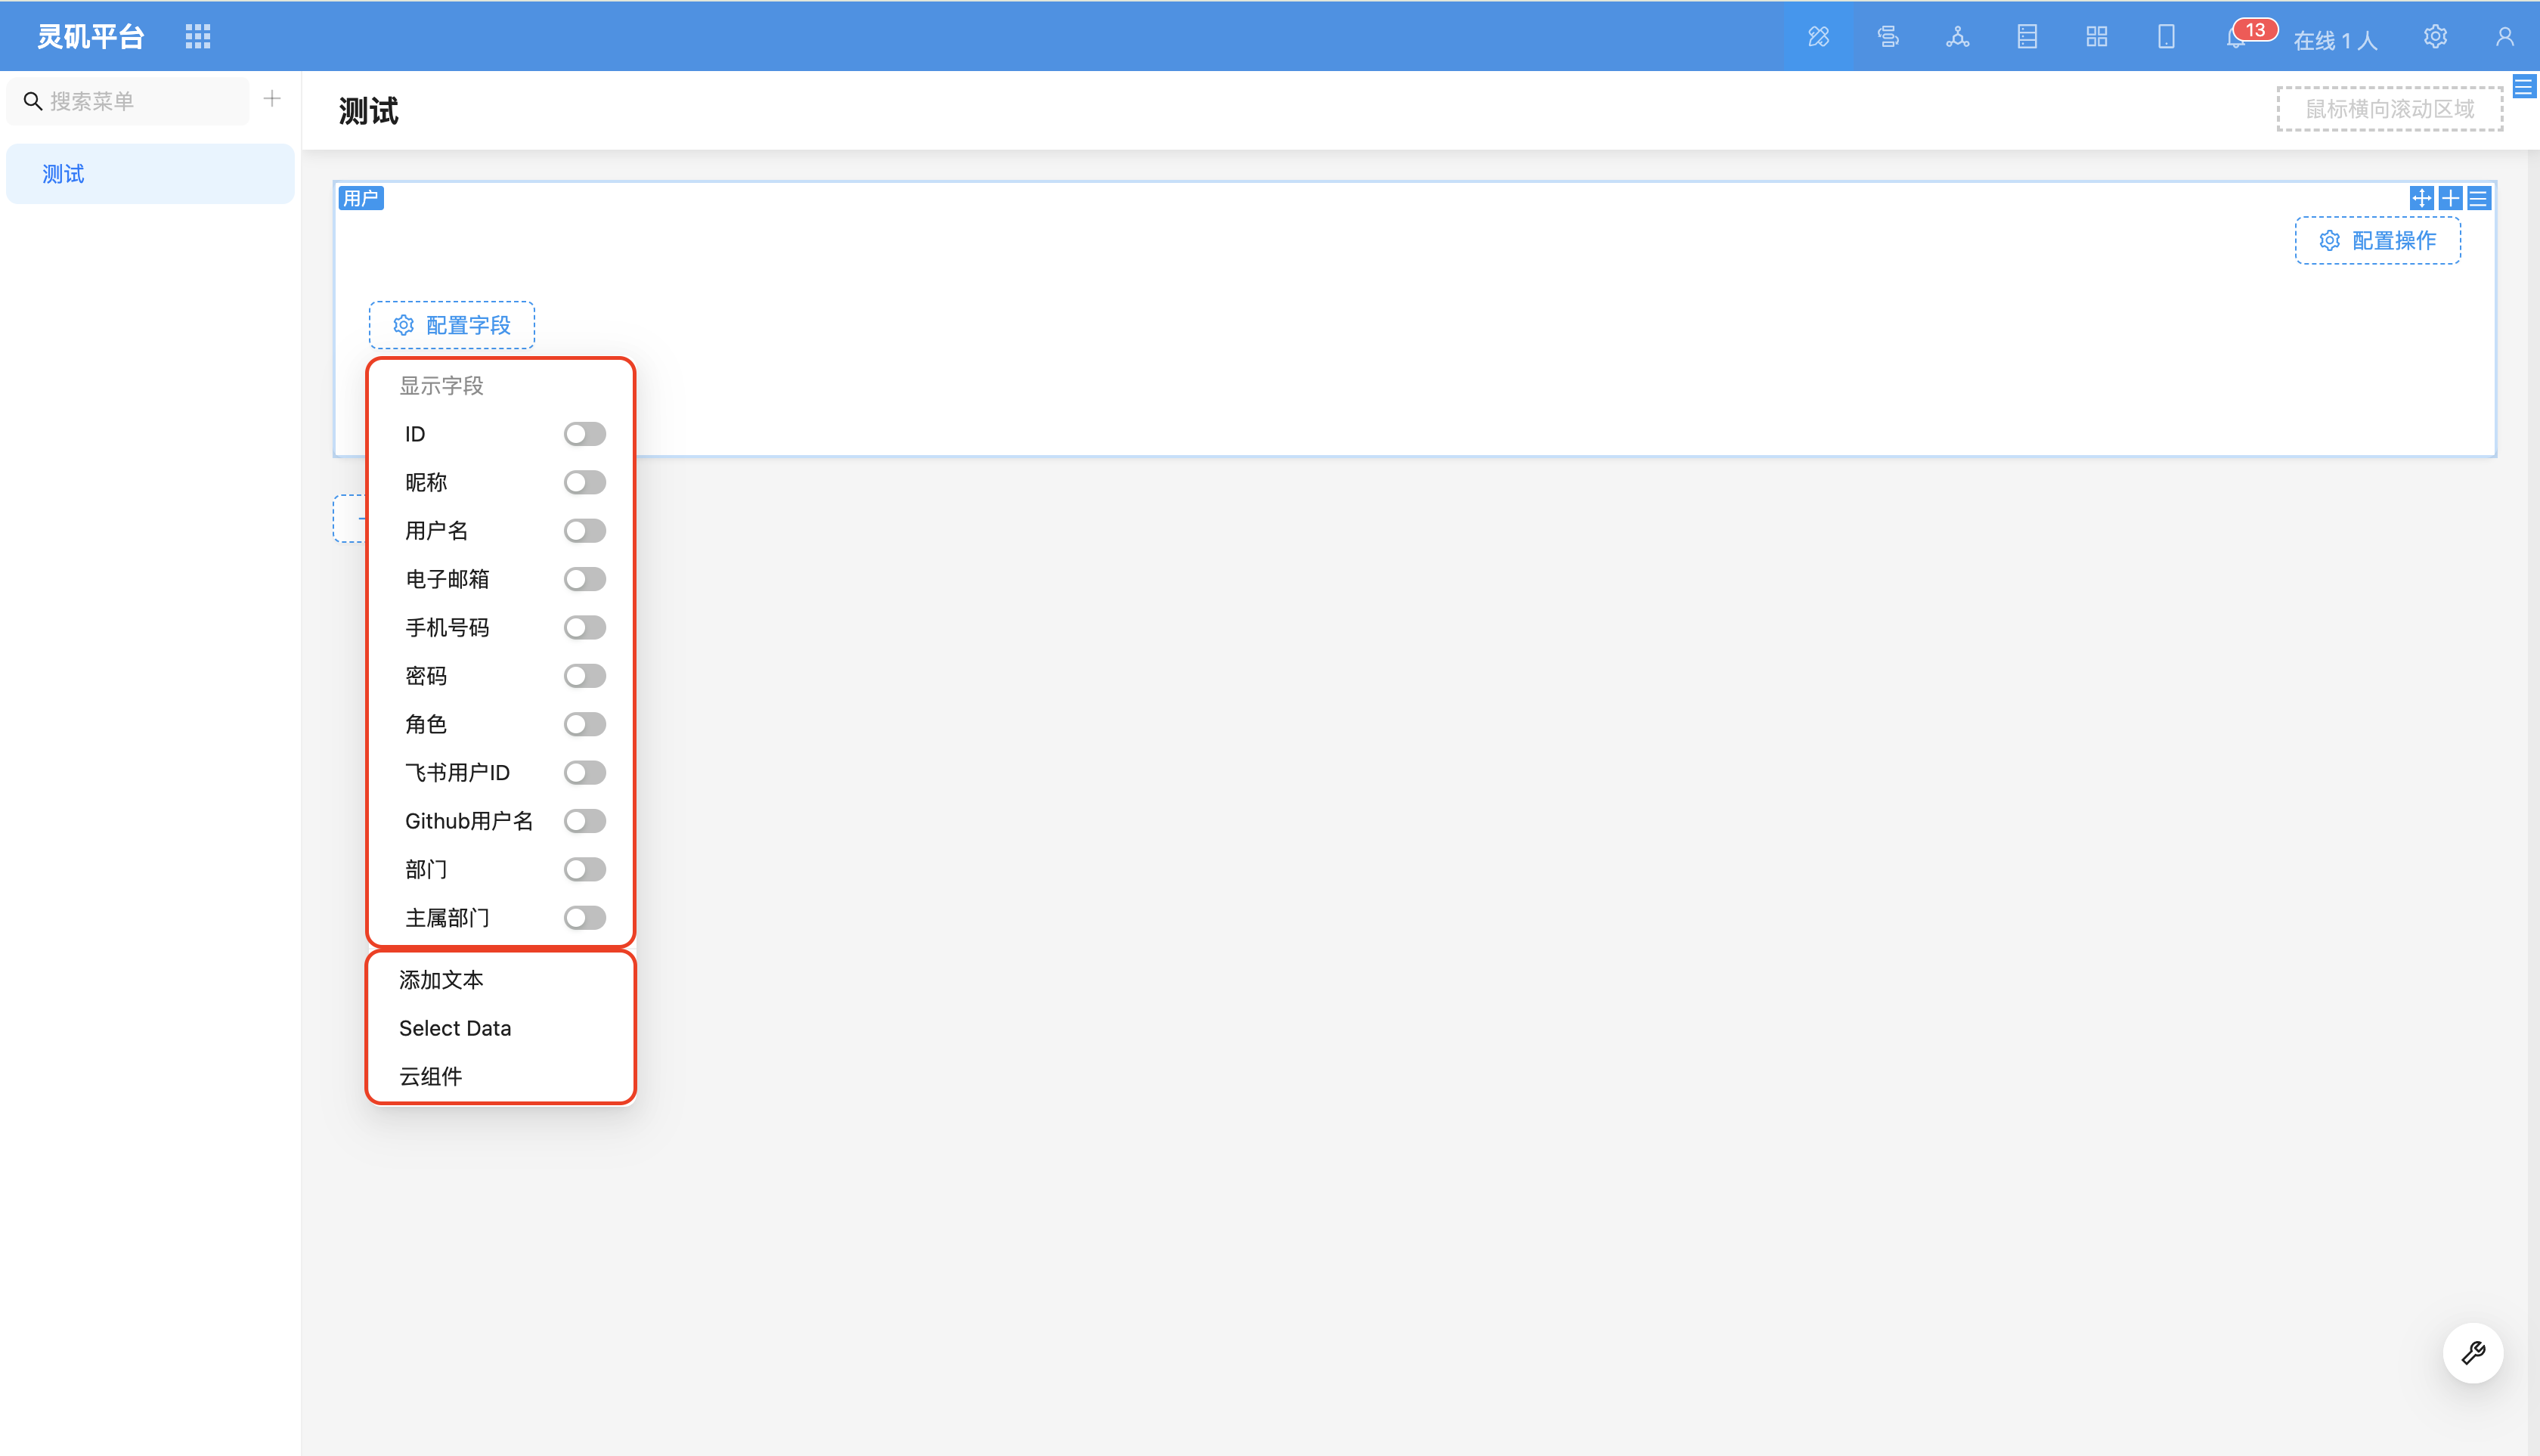 灵矶平台
13
在线 1 人
搜索菜单
测试
测试
鼠标横向滚动区域
用户
配置操作
配置字段
显示字段
ID
昵称
用户名
电子邮箱
手机号码
密码
角色
飞书用户ID
Github用户名
部门
主属部门
添加文本
Select Data
云组件